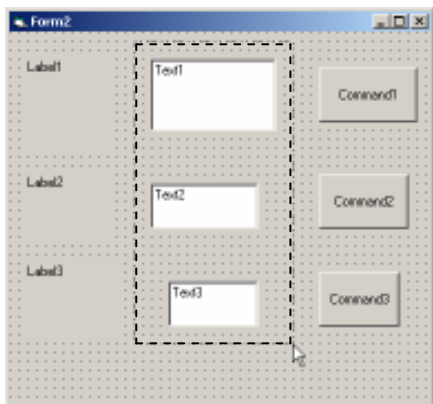 Form2
Label1
Text1
Command1
Label2
Text2
Command2
Label3
Text3
Command3